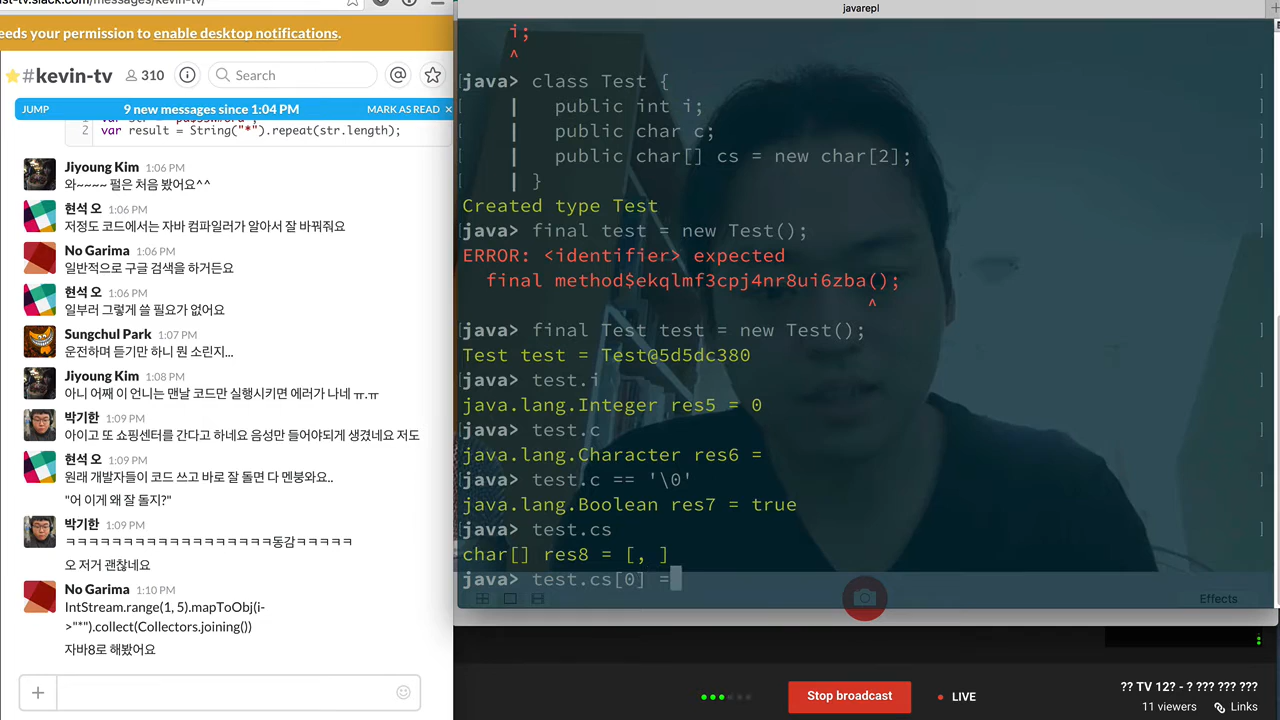 st-tv.slack.com/messages/kevin-tv/
eeds your permission to enable desktop notifications.
#kevin-tv
310
Search
JUMP
9 new messages since 1:04 PM
MARK AS READ ×
2 var result = String("*").repeat(str.length);
Jiyoung Kim 1:06 PM
와~~~~ 펄은 처음 봤어요^^
현석 오 1:06 PM
저정도 코드에서는 자바 컴파일러가 알아서 잘 바꿔줘요
No Garima 1:06 PM
일반적으로 구글 검색을 하거든요
현석 오 1:06 PM
일부러 그렇게 쓸 필요가 없어요
Sungchul Park 1:07 PM
운전하며 듣기만 하니 뭔 소린지...
Jiyoung Kim 1:08 PM
아니 어째 이 언니는 맨날 코드만 실행시키면 에러가 나네 ㅠ.ㅠ
박기한 1:09 PM
아이고 또 쇼핑센터를 간다고 하네요 음성만 들어야되게 생겼네요 저도
현석 오 1:09 PM
원래 개발자들이 코드 쓰고 바로 잘 돌면 다 멘붕와요..
"어 이게 왜 잘 돌지?"
박기한 1:09 PM
ㅋㅋㅋㅋㅋㅋㅋㅋㅋㅋㅋㅋㅋㅋㅋㅋㅋㅋ동감ㅋㅋㅋㅋㅋ
오 저거 괜찮네요
No Garima 1:10 PM
IntStream.range(1, 5).mapToObj(i-
>"*").collect(Collectors.joining())
자바8로 해봤어요
javarepl
i;
^
java> class Test {
| public int i;
| public char c;
| public char[] cs = new char[2];
| }
Created type Test
java> final test = new Test();
ERROR: <identifier> expected
final method$ekqlmf3cpj4nr8ui6zba();
^
java> final Test test = new Test();
Test test = Test@5d5dc380
java> test.i
java.lang.Integer res5 = 0
java> test.c
java.lang.Character res6 =
java> test.c == '\0'
java.lang.Boolean res7 = true
java> test.cs
char[] res8 = [, ]
java> test.cs[0] =
Effects
Stop broadcast
LIVE
?? TV 12? - ? ??? ??? ???
11 viewers
Links